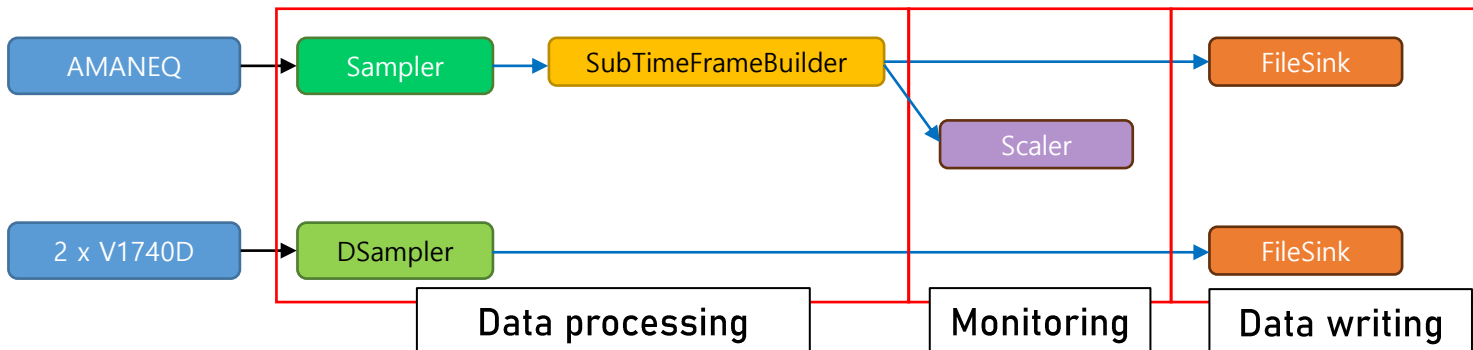 AMANEQ
Sampler
SubTimeFrameBuilder
FileSink
Scaler
2 x V1740D
DSampler
FileSink
Data processing
Monitoring
Data writing